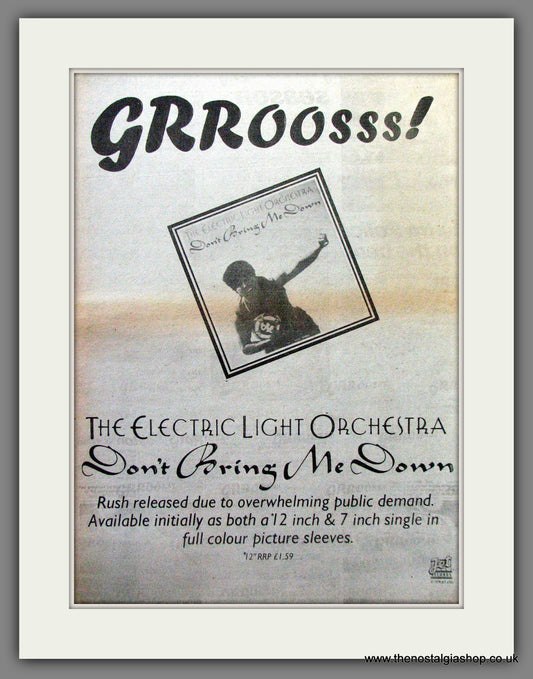 GRROOSSS!
THE ELECTRIC LIGHT ORCHESTRA
Don't Bring Me Down
THE ELECTRIC LIGHT ORCHESTRA
Don't Bring Me Down
Rush released due to overwhelming public demand.
Available initially as both a *12 inch & 7 inch single in
full colour picture sleeves.
*12" RRP £1.59
Jet
RECORDS
www.thenostalgiashop.co.uk